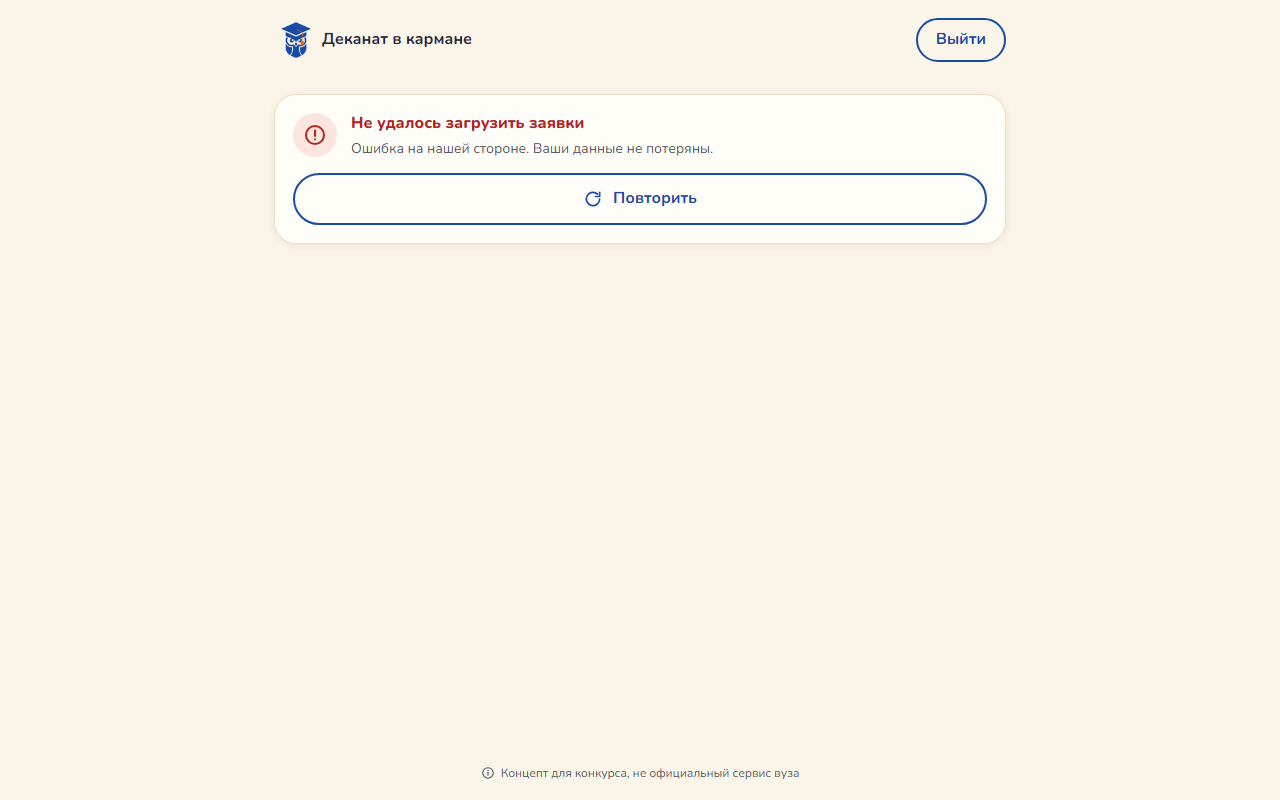 Деканат в кармане
Выйти
Не удалось загрузить заявки
Ошибка на нашей стороне. Ваши данные не потеряны.
Повторить
Концепт для конкурса, не официальный сервис вуза